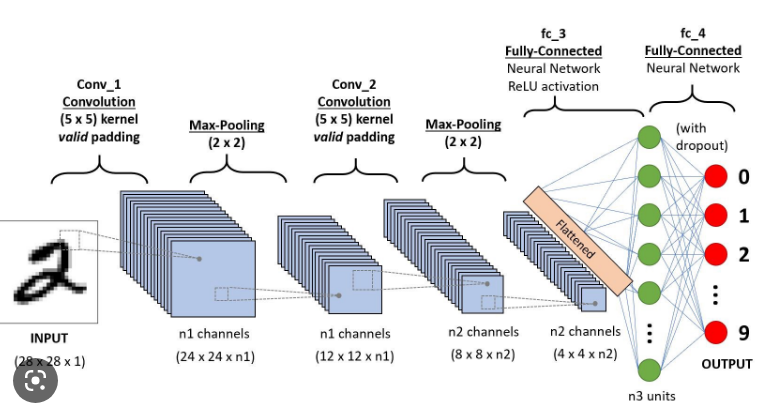 fc_3
Fully-Connected
Neural Network
ReLU activation
fc_4
Fully-Connected
Neural Network
Conv_1
Convolution
(5 x 5) kernel
valid padding
Max-Pooling
(2 x 2)
Conv_2
Convolution
(5 x 5) kernel
valid padding
Max-Pooling
(2 x 2)
(with
dropout)
Flattened
2
0
1
2
9
INPUT
(28 x 28 x 1)
n1 channels
(24 x 24 x n1)
n1 channels
(12 x 12 x n1)
n2 channels
(8 x 8 x n2)
n2 channels
(4 x 4 x n2)
n3 units
OUTPUT